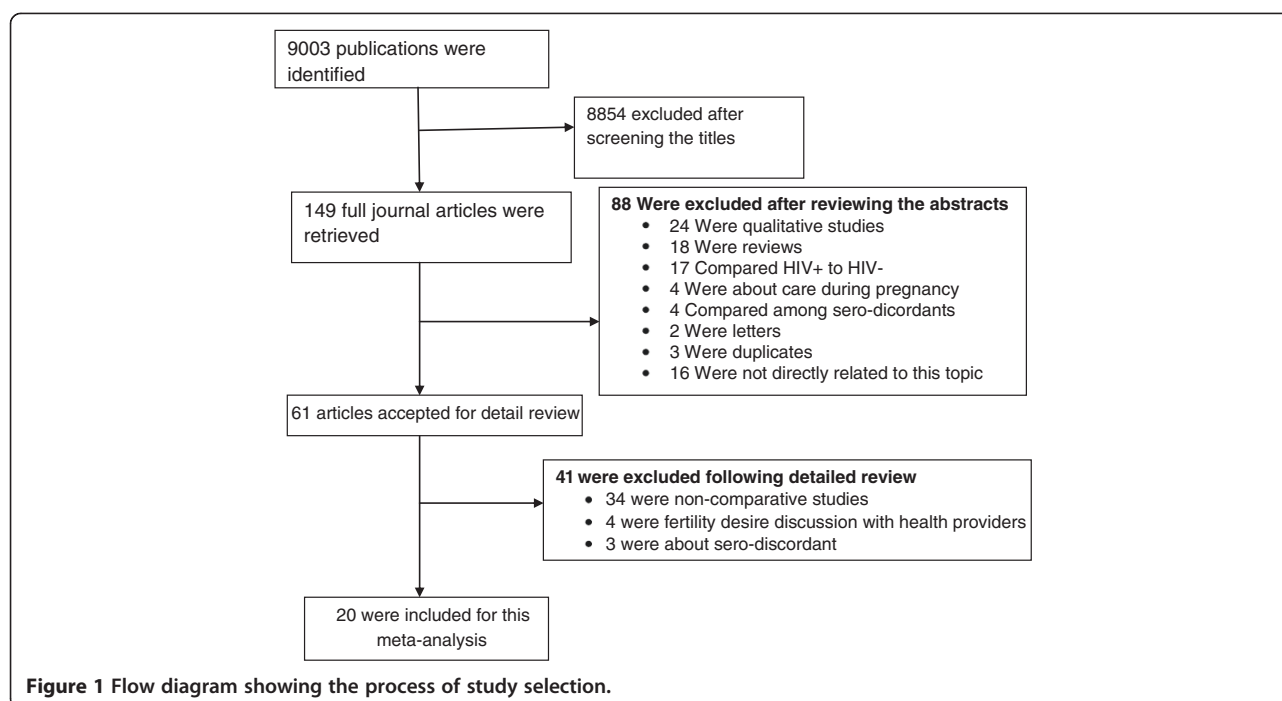 9003 publications were
identified
8854 excluded after
screening the titles
149 full journal articles were
retrieved
88 Were excluded after reviewing the abstracts
• 24 Were qualitative studies
• 18 Were reviews
• 17 Compared HIV+ to HIV-
• 4 Were about care during pregnancy
• 4 Compared among sero-dicordants
• 2 Were letters
• 3 Were duplicates
• 16 Were not directly related to this topic
61 articles accepted for detail review
41 were excluded following detailed review
• 34 were non-comparative studies
• 4 were fertility desire discussion with health providers
• 3 were about sero-discordant
20 were included for this
meta-analysis
Figure 1 Flow diagram showing the process of study selection.